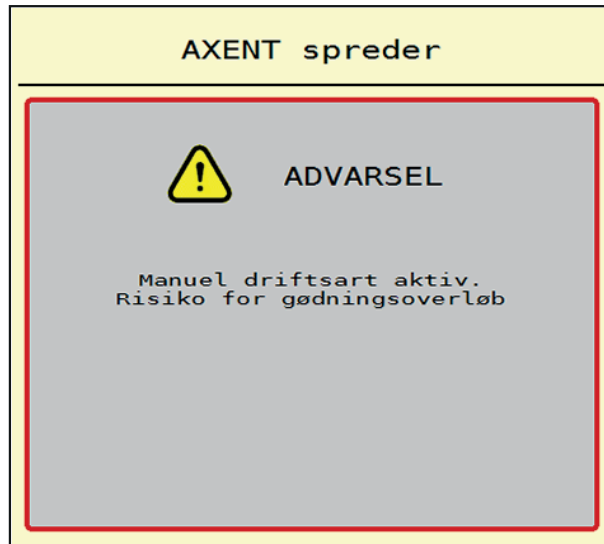 AXENT spreder
ADVARSEL
Manuel driftsart aktiv.
Risiko for gødningsoverløb